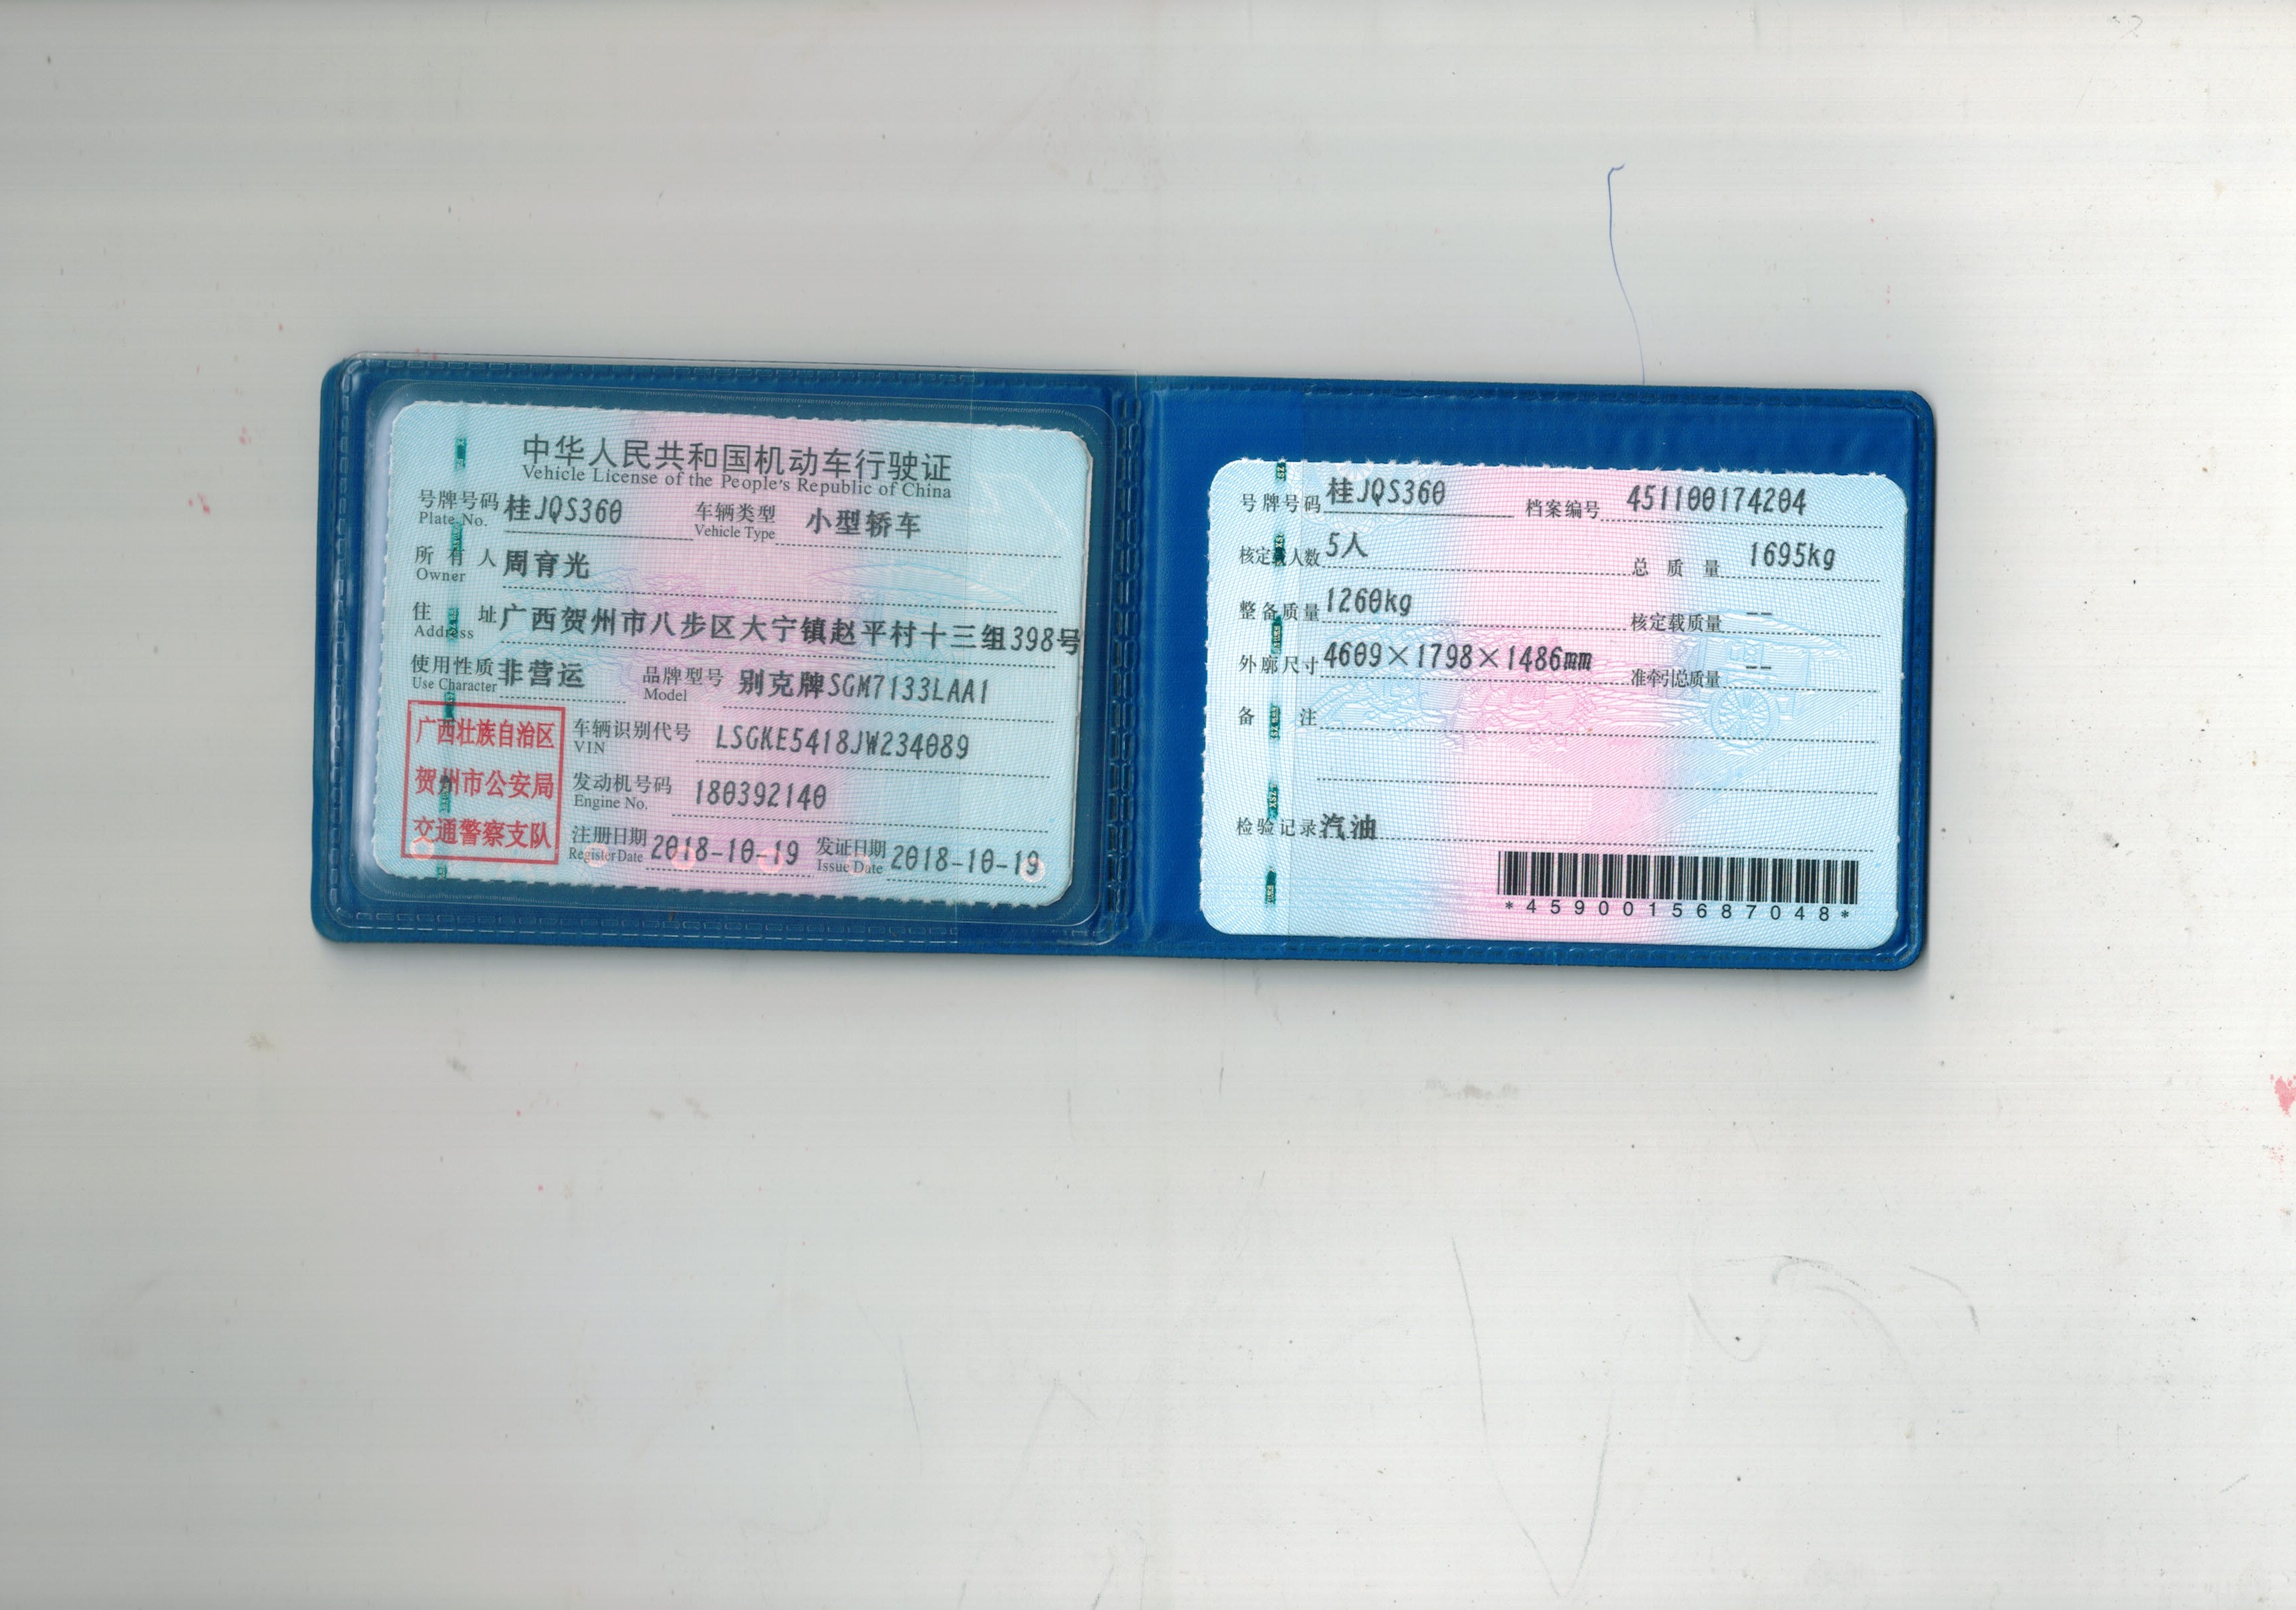 中华人民共和国机动车行驶证
Vehicle License of the People's Republic of China
号牌号码 桂JQS360 车辆类型 小型轿车
Plate No. Vehicle Type
所有人 周育光
Owner
住址 广西贺州市八步区大宁镇赵平村十三组398号
Address
使用性质 非营运 品牌型号 别克牌SGM7133LAA1
Use Character Model
广西壮族自治区
贺州市公安局
交通警察支队
车辆识别代号 LSGKE5418JW234089
VIN
发动机号码 180392140
Engine No.
注册日期 2018-10-19 发证日期 2018-10-19
Register Date Issue Date
号牌号码 桂JQS360 档案编号 451100174204
核定载人数 5人 总质量 1695kg
整备质量 1260kg 核定载质量 --
外廓尺寸 4609×1798×1486mm 准牵引总质量 --
备注
检验记录 汽油
*4590015687048*